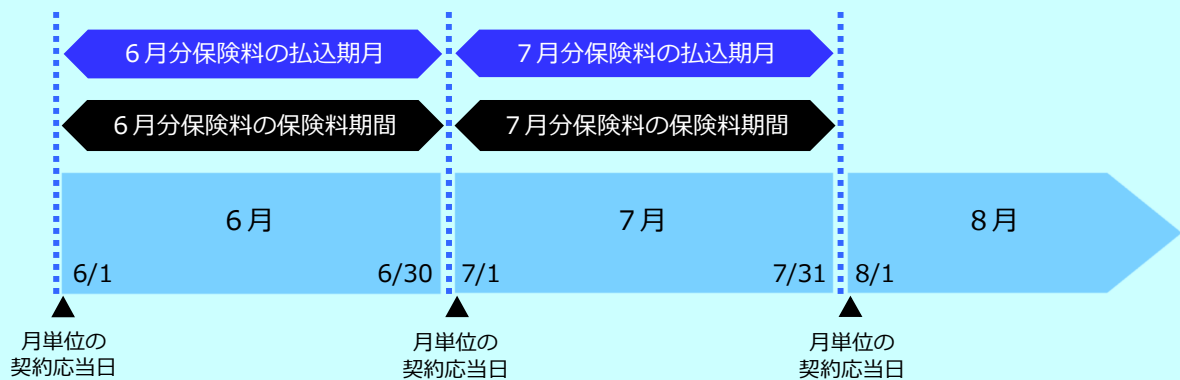 ６月分保険料の払込期月
７月分保険料の払込期月
６月分保険料の保険料期間
７月分保険料の保険料期間
６月
７月
８月
6/1
6/30
7/1
7/31
8/1
月単位の
契約応当日
月単位の
契約応当日
月単位の
契約応当日